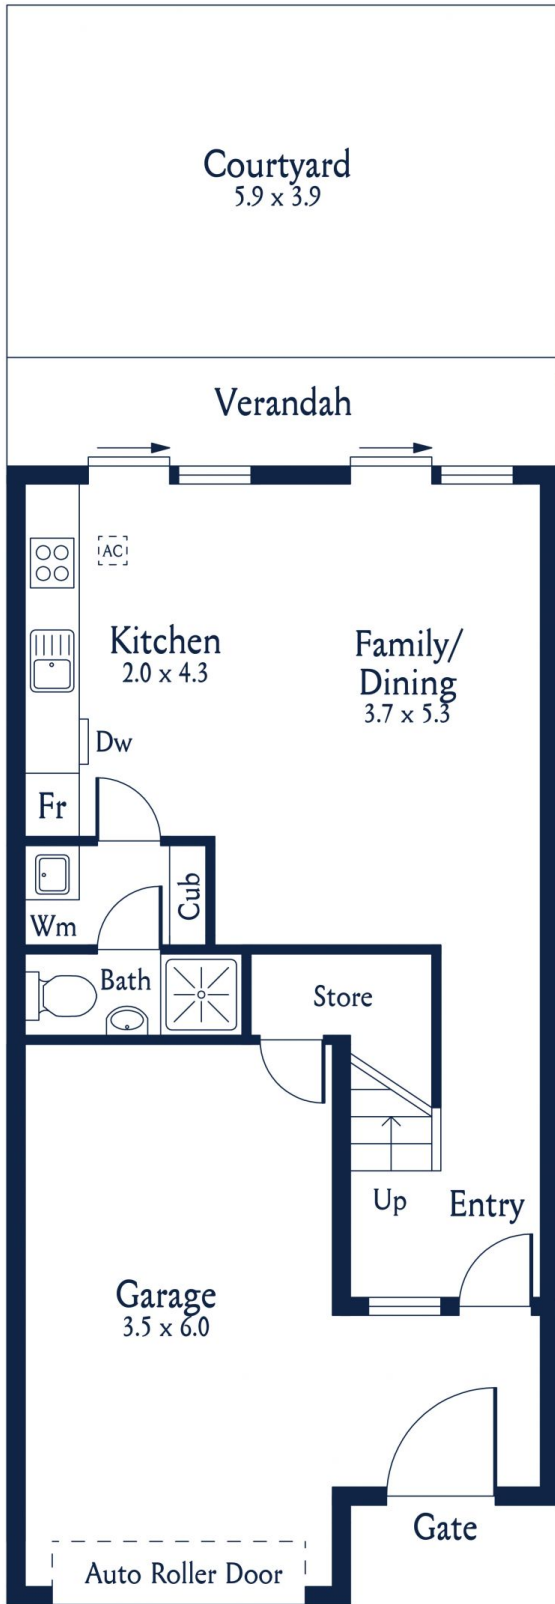 Courtyard
5.9 x 3.9
Verandah
AC
Kitchen
2.0 x 4.3
Family/
Dining
3.7 x 5.3
Dw
Fr
Wm
Cub
Bath
Store
Up
Entry
Garage
3.5 x 6.0
Gate
Auto Roller Door